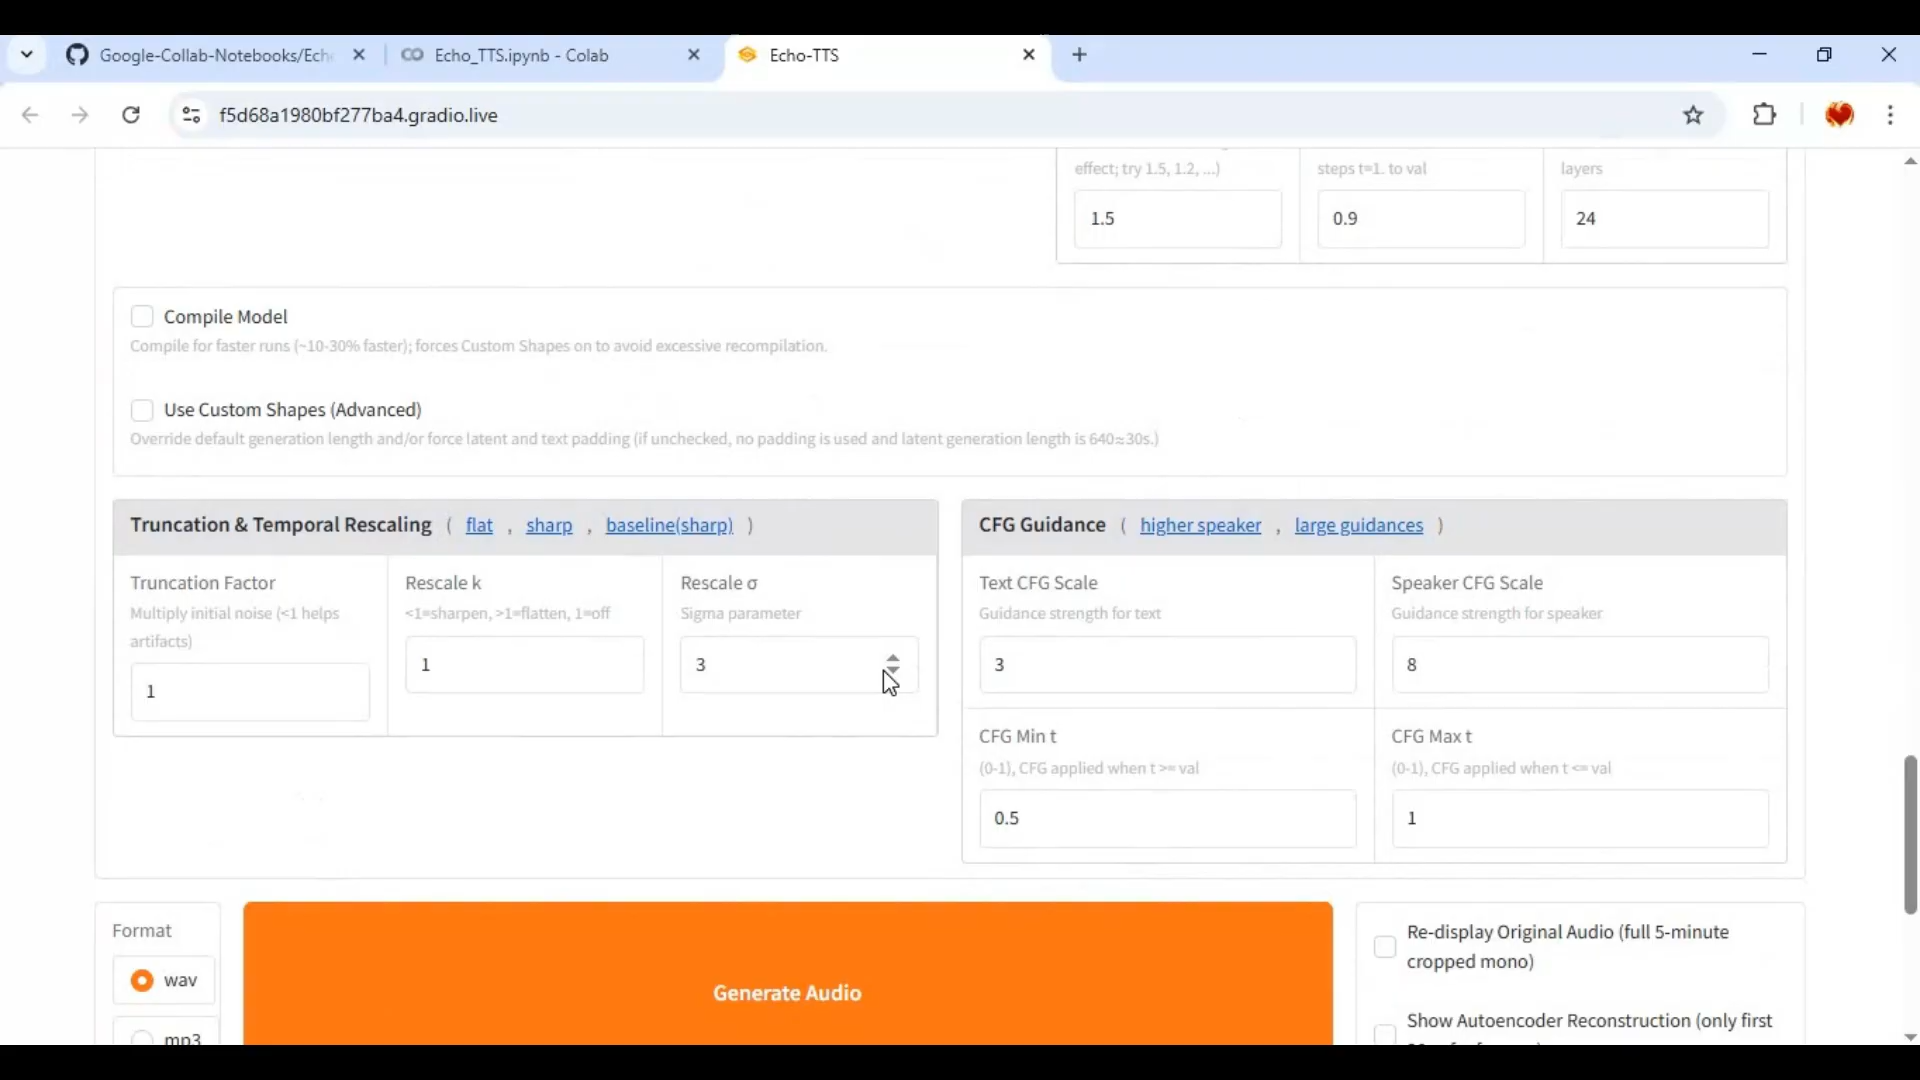 Google-Collab-Notebooks/Ech
Echo_TTS.ipynb - Colab
Echo-TTS
f5d68a1980bf277ba4.gradio.live
effect; try 1.5, 1.2, ...)
steps t=1. to val
layers
1.5
0.9
24
Compile Model
Compile for faster runs (~10-30% faster); forces Custom Shapes on to avoid excessive recompilation.
Use Custom Shapes (Advanced)
Override default generation length and/or force latent and text padding (if unchecked, no padding is used and latent generation length is 640≈30s.)
Truncation & Temporal Rescaling ( flat , sharp , baseline(sharp) )
CFG Guidance ( higher speaker , large guidances )
Truncation Factor
Multiply initial noise (<1 helps
artifacts)
1
Rescale k
<1=sharpen, >1=flatten, 1=off
1
Rescale σ
Sigma parameter
3
Text CFG Scale
Guidance strength for text
3
Speaker CFG Scale
Guidance strength for speaker
8
CFG Min t
(0-1), CFG applied when t >= val
0.5
CFG Max t
(0-1), CFG applied when t <= val
1
Format
wav
mp3
Generate Audio
Re-display Original Audio (full 5-minute
cropped mono)
Show Autoencoder Reconstruction (only first